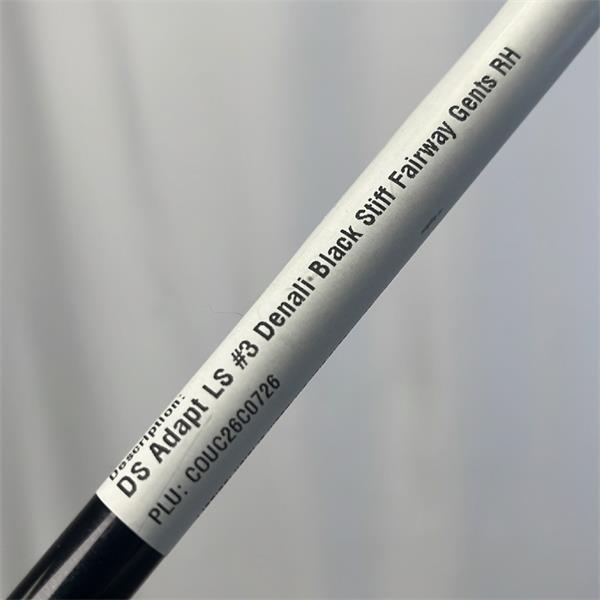 Description:
DS Adapt LS #3 Denali Black Stiff Fairway Gents RH
PLU: COUC26C0726